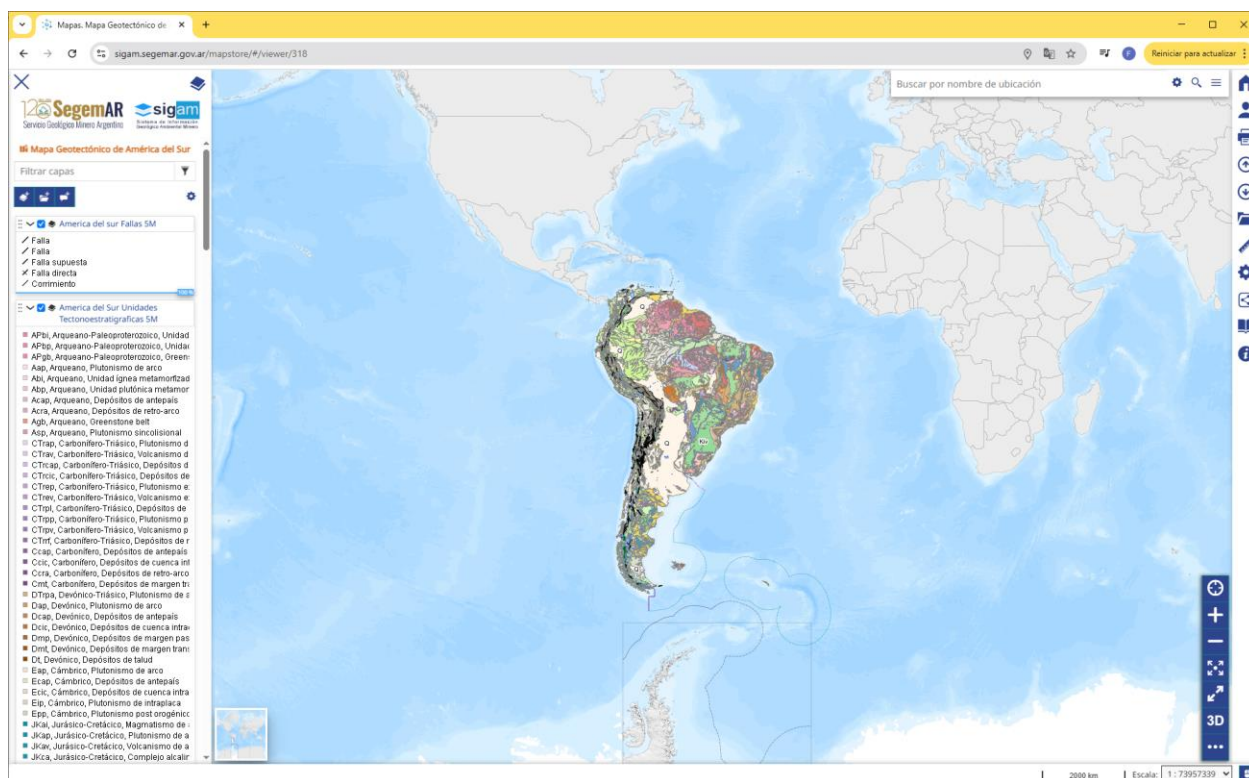 Mapas. Mapa Geotectónico de
sigam.segemar.gov.ar/mapstore/#/viewer/318
F
Reiniciar para actualizar
120 SegemAR
Servicio Geológico Minero Argentino
sigam
Sistema de Información
Geológico Ambiental Minero
Mapa Geotectónico de América del Sur
Filtrar capas
America del sur Fallas 5M
Falla
Falla
Falla supuesta
Falla directa
Corrimiento
100 %
America del Sur Unidades
Tectonoestratigraficas 5M
APbi, Arqueano-Paleoproterozoico, Unidad
APbp, Arqueano-Paleoproterozoico, Unidad
APgb, Arqueano-Paleoproterozoico, Green
Aap, Arqueano, Plutonismo de arco
Abi, Arqueano, Unidad ígnea metamorfizad
Abp, Arqueano, Unidad plutónica metamor
Acap, Arqueano, Depósitos de antepaís
Acra, Arqueano, Depósitos de retro-arco
Agb, Arqueano, Greenstone belt
Asp, Arqueano, Plutonismo sincolisional
CTrap, Carbonífero-Triásico, Plutonismo d
CTrav, Carbonífero-Triásico, Volcanismo d
CTrcap, Carbonífero-Triásico, Depósitos d
CTrcic, Carbonífero-Triásico, Depósitos de
CTrep, Carbonífero-Triásico, Plutonismo e
CTrev, Carbonífero-Triásico, Volcanismo e
CTrpl, Carbonífero-Triásico, Depósitos de
CTrpp, Carbonífero-Triásico, Plutonismo p
CTrpv, Carbonífero-Triásico, Volcanismo p
CTrrf, Carbonífero-Triásico, Depósitos de r
Ccap, Carbonífero, Depósitos de antepaís
Ccic, Carbonífero, Depósitos de cuenca int
Ccra, Carbonífero, Depósitos de retro-arco
Cmt, Carbonífero, Depósitos de margen tr
DTrpa, Devónico-Triásico, Plutonismo de a
Dap, Devónico, Plutonismo de arco
Dcap, Devónico, Depósitos de antepaís
Dcic, Devónico, Depósitos de cuenca intra
Dmp, Devónico, Depósitos de margen pas
Dmt, Devónico, Depósitos de margen tran
Dt, Devónico, Depósitos de talud
Eap, Cámbrico, Plutonismo de arco
Ecap, Cámbrico, Depósitos de antepaís
Ecic, Cámbrico, Depósitos de cuenca intra
Eip, Cámbrico, Plutonismo de intraplaca
Epp, Cámbrico, Plutonismo post orogénico
JKai, Jurásico-Cretácico, Magmatismo de
JKap, Jurásico-Cretácico, Plutonismo de a
JKav, Jurásico-Cretácico, Volcanismo de a
JKca, Jurásico-Cretácico, Complejo alcalin
Buscar por nombre de ubicación
Q
Q
3D
2000 km
Escala:
1 : 73957339